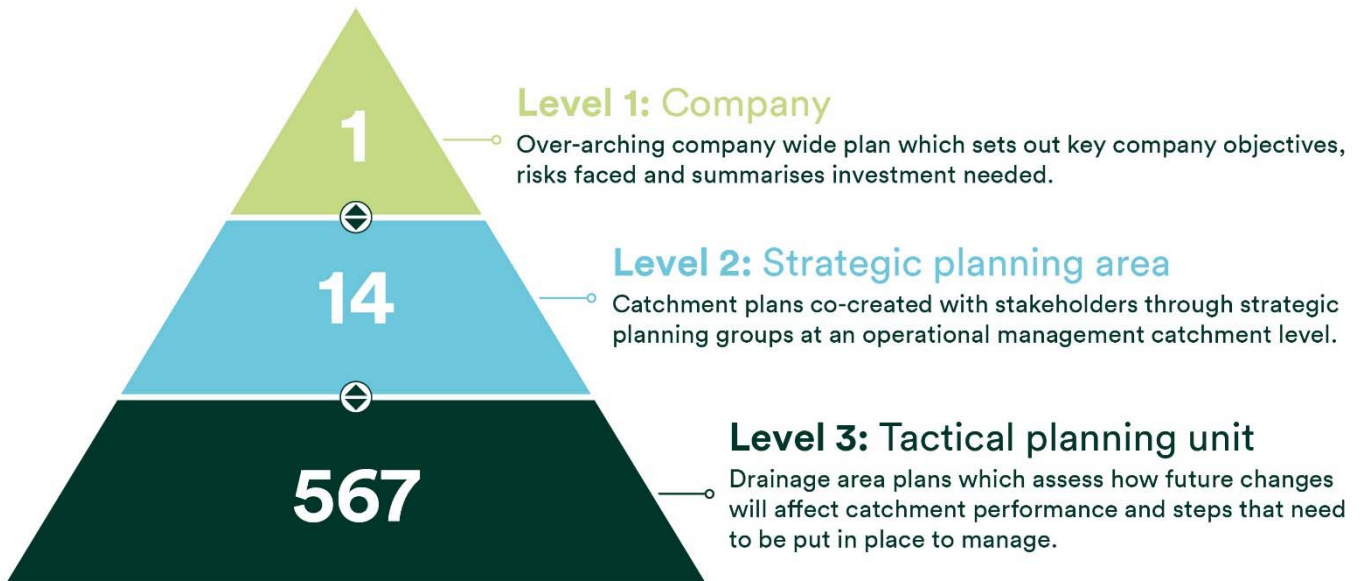 1
Level 1: Company
Over-arching company wide plan which sets out key company objectives,
risks faced and summarises investment needed.
14
Level 2: Strategic planning area
Catchment plans co-created with stakeholders through strategic
planning groups at an operational management catchment level.
567
Level 3: Tactical planning unit
Drainage area plans which assess how future changes
will affect catchment performance and steps that need
to be put in place to manage.